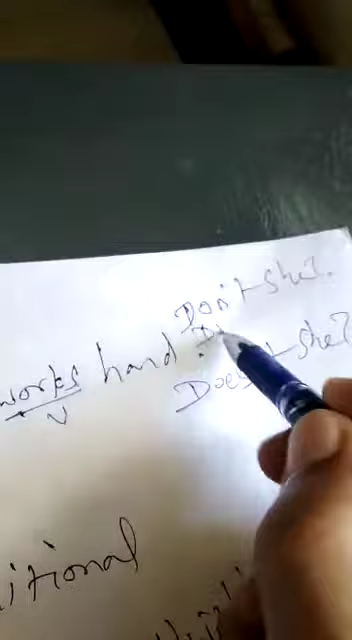 Don't she?
works hard.
Doesn't she?
v
itional